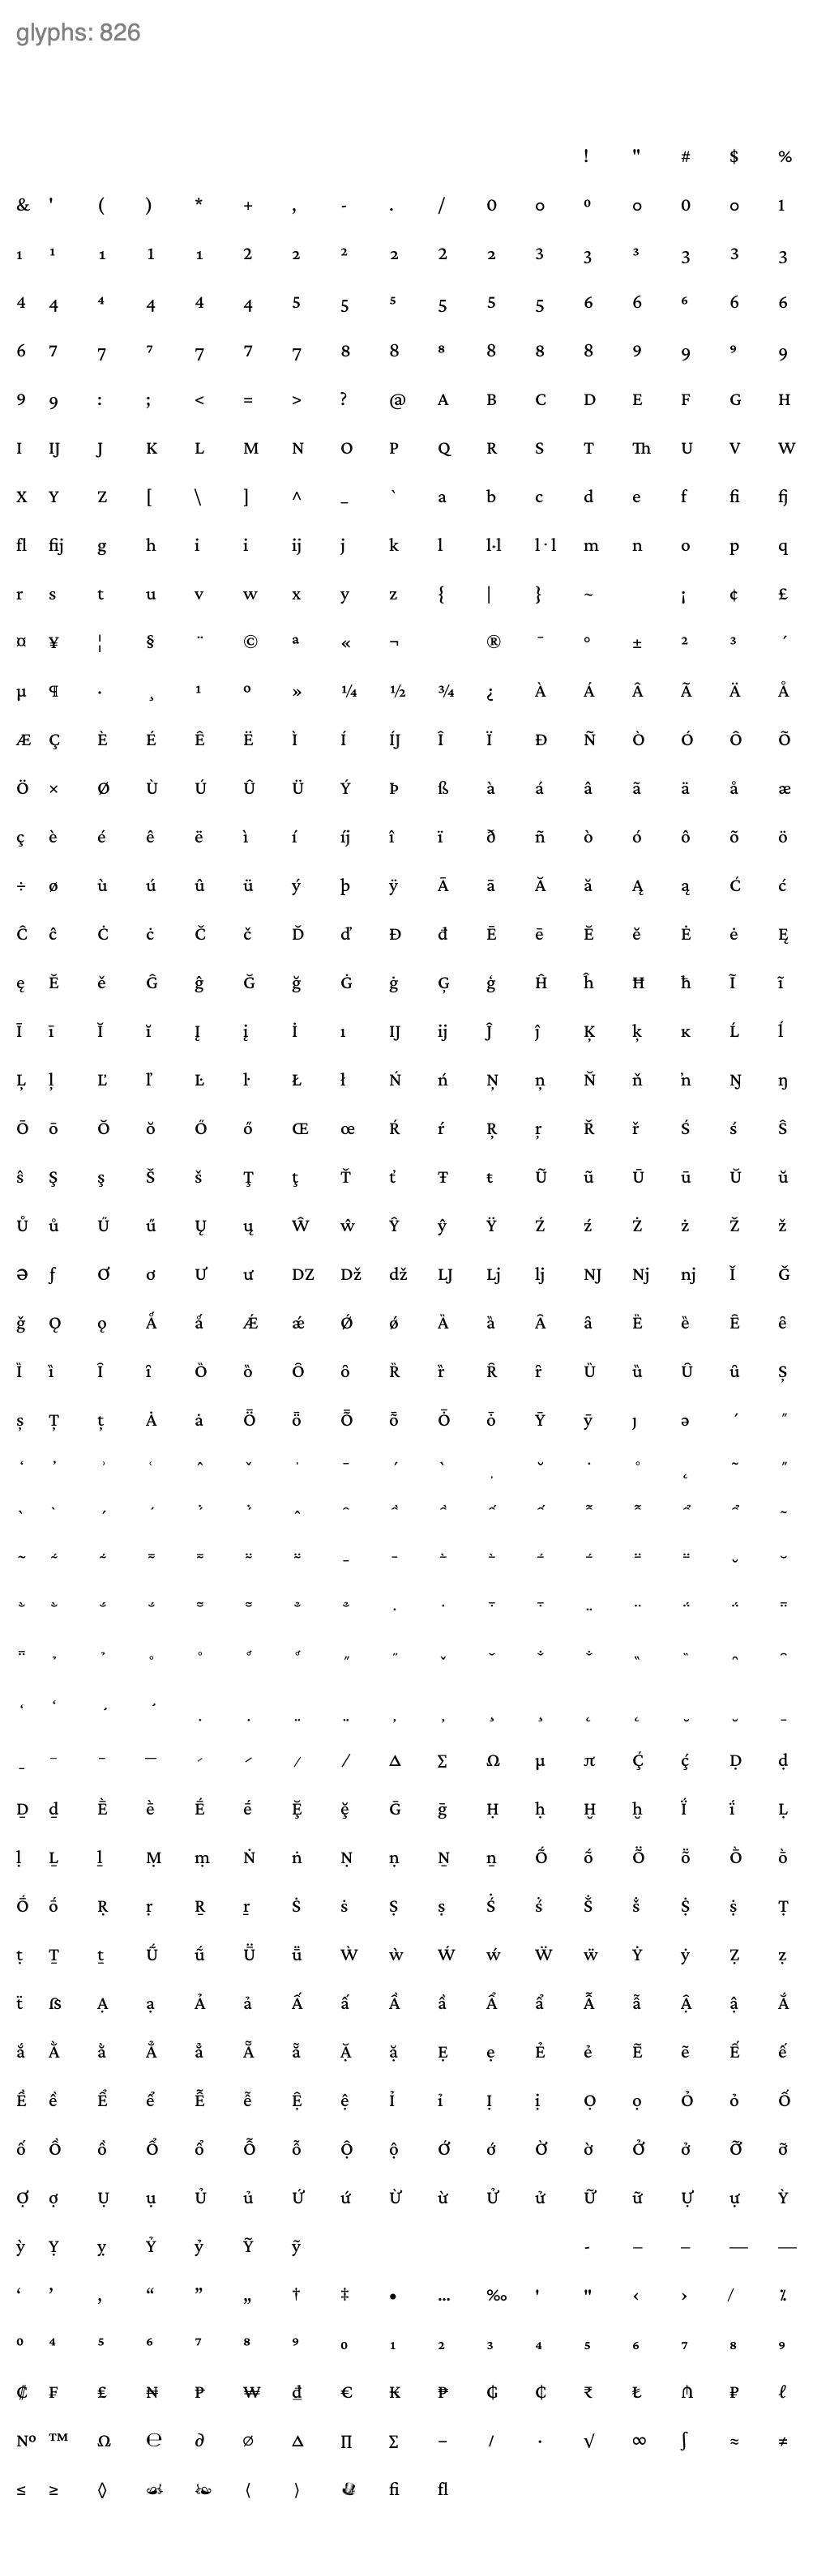 glyphs: 826
! " # $ %
& ' ( ) * + , - . / 0 o ⁰ o 0 o 1
1 ¹ 1 1 1 2 2 ² 2 2 2 3 3 ³ 3 3 3
4 4 ⁴ 4 4 4 5 5 ⁵ 5 5 5 6 6 ⁶ 6 6
6 7 7 ⁷ 7 7 7 8 8 ⁸ 8 8 8 9 9 ⁹ 9
9 9 : ; < = > ? @ A B C D E F G H
I IJ J K L M N O P Q R S T Th U V W
X Y Z [ \ ] ^ _ ` a b c d e f fi fj
fl fij g h i i ij j k l l·l l·l m n o p q
r s t u v w x y z { | } ~ ¡ ¢ £
¤ ¥ ¦ § ¨ © ª « ¬ ® ¯ ° ± ² ³ ´
µ ¶ · ¸ ¹ º » ¼ ½ ¾ ¿ À Á Â Ã Ä Å
Æ Ç È É Ê Ë Ì Í ÍJ Î Ï Ð Ñ Ò Ó Ô Õ
Ö × Ø Ù Ú Û Ü Ý Þ ß à á â ã ä å æ
ç è é ê ë ì í íj î ï ð ñ ò ó ô õ ö
÷ ø ù ú û ü ý þ ÿ Ā ā Ă ă Ą ą Ć ć
Ĉ ĉ Ċ ċ Č č Ď ď Đ đ Ē ē Ĕ ĕ Ė ė Ę
ę Ě ě Ĝ ĝ Ğ ğ Ġ ġ Ģ ģ Ĥ ĥ Ħ ħ Ĩ ĩ
Ī ī Ĭ ĭ Į į İ ı IJ ij Ĵ ĵ Ķ ķ ĸ Ĺ ĺ
Ļ ļ Ľ ľ Ŀ ŀ Ł ł Ń ń Ņ ņ Ň ň ŉ Ŋ ŋ
Ō ō Ŏ ŏ Ő ő Œ œ Ŕ ŕ Ŗ ŗ Ř ř Ś ś Ŝ
ŝ Ş ş Š š Ţ ţ Ť ť Ŧ ŧ Ũ ũ Ū ū Ŭ ŭ
Ů ů Ű ű Ų ų Ŵ ŵ Ŷ ŷ Ÿ Ź ź Ż ż Ž ž
Ə ƒ Ơ ơ Ư ư DZ Dž dž LJ Lj lj NJ Nj nj Ǐ Ǧ
ǧ Ǫ ǫ Ǻ ǻ Ǽ ǽ Ǿ ǿ Ȁ ȁ Ȃ ȃ Ȅ ȅ Ȇ ȇ
Ȉ ȉ Ȋ ȋ Ȍ ȍ Ȏ ȏ Ȑ ȑ Ȓ ȓ Ȕ ȕ Ȗ ȗ Ș
ș Ț ț Ȧ ȧ Ȫ ȫ Ȭ ȭ Ȱ ȱ Ȳ ȳ ȷ ə ʹ ʺ
∆ Σ Ω µ π Ḉ ḉ Ḍ ḍ
Ḏ ḏ Ḕ ḕ Ḗ ḗ Ḝ ḝ Ḡ ḡ Ḥ ḥ Ḫ ḫ Ḯ ḯ Ḷ
ḷ Ḻ ḻ Ṃ ṃ Ṅ ṅ Ṇ ṇ Ṉ ṉ Ṍ ṍ Ṏ ṏ Ṑ ṑ
Ṓ ṓ Ṛ ṛ Ṟ ṟ Ṡ ṡ Ṣ ṣ Ṥ ṥ Ṧ ṧ Ṩ ṩ Ṭ
ṭ Ṯ ṯ Ṹ ṹ Ṻ ṻ Ẁ ẁ Ẃ ẃ Ẅ ẅ Ẏ ẏ Ẓ ẓ
ẗ ẞ Ạ ạ Ả ả Ấ ấ Ầ ầ Ẩ ẩ Ẫ ẫ Ậ ậ Ắ
ắ Ằ ằ Ẳ ẳ Ẵ ẵ Ặ ặ Ẹ ẹ Ẻ ẻ Ẽ ẽ Ế ế
Ề ề Ể ể Ễ ễ Ệ ệ Ỉ ỉ Ị ị Ọ ọ Ỏ ỏ Ố
ố Ồ ồ Ổ ổ Ỗ ỗ Ộ ộ Ớ ớ Ờ ờ Ở ở Ỡ ỡ
Ợ ợ Ụ ụ Ủ ủ Ứ ứ Ừ ừ Ử ử Ữ ữ Ự ự Ỳ
ỳ Ỵ ỵ Ỷ ỷ Ỹ ỹ - – – — —
‘ ’ ‚ “ ” „ † ‡ • … ‰ ' " ‹ › / ⁒
⁰ ⁴ ⁵ ⁶ ⁷ ⁸ ⁹ ₀ ₁ ₂ ₃ ₄ ₅ ₆ ₇ ₈ ₉
₡ ₣ ₤ ₦ ₱ ₩ ₫ € ₭ ₱ ₲ ₵ ₹ ₺ ₼ ₽ ℓ
№ ™ Ω ℮ ∂ ∅ ∆ ∏ ∑ − ∕ ∙ √ ∞ ∫ ≈ ≠
≤ ≥ ◊ ☙ ❧ ⟨ ⟩ fi fl